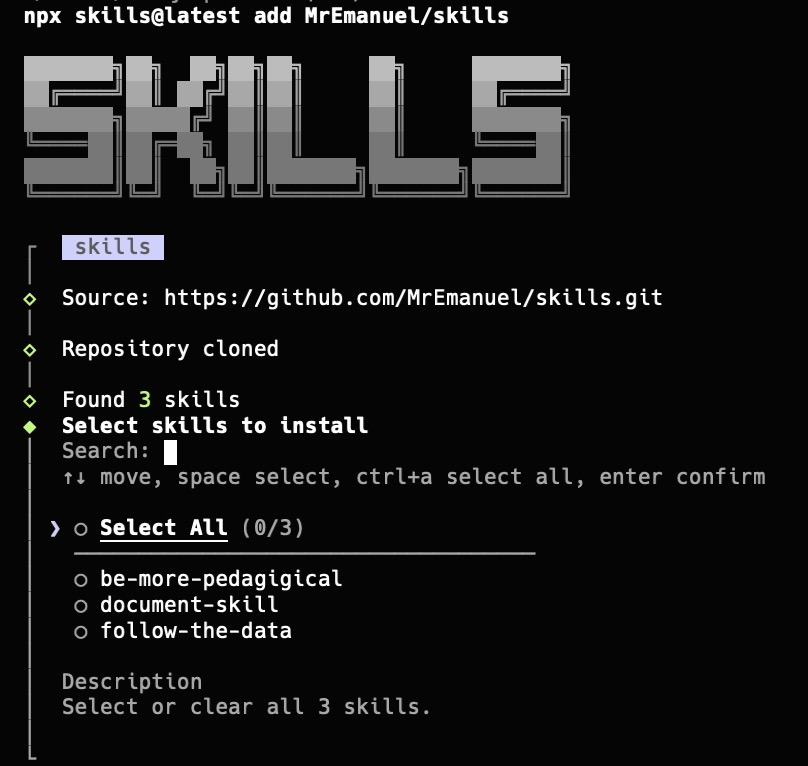 npx skills@latest add MrEmanuel/skills
SKILLS
skills
Source: https://github.com/MrEmanuel/skills.git
Repository cloned
Found 3 skills
Select skills to install
Search:
↑↓ move, space select, ctrl+a select all, enter confirm
❯ ○ Select All (0/3)
○ be-more-pedagigical
○ document-skill
○ follow-the-data
Description
Select or clear all 3 skills.